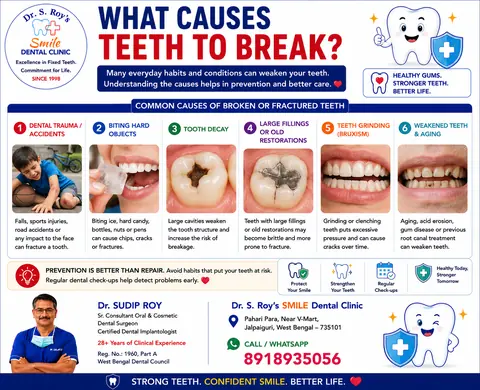 Dr. S. Roy's
Smile
DENTAL CLINIC
Excellence in Fixed Teeth.
Commitment for Life.
SINCE 1998
WHAT CAUSES
TEETH TO BREAK?
Many everyday habits and conditions can weaken your teeth.
Understanding the causes helps in prevention and better care.
HEALTHY GUMS.
STRONGER TEETH.
BETTER LIFE.
COMMON CAUSES OF BROKEN OR FRACTURED TEETH
1 DENTAL TRAUMA /
ACCIDENTS
Falls, sports injuries,
road accidents or
any impact to the face
can fracture a tooth.
2 BITING HARD
OBJECTS
Biting ice, hard candy,
bottles, nuts or pens
can cause chips, cracks
or fractures.
3 TOOTH DECAY
Large cavities weaken
the tooth structure and
increase the risk of
breakage.
4 LARGE FILLINGS
OR OLD
RESTORATIONS
Teeth with large fillings
or old restorations may
become brittle and more
prone to fracture.
5 TEETH GRINDING
(BRUXISM)
Grinding or clenching
teeth puts excessive
pressure and can cause
cracks over time.
6 WEAKENED TEETH
& AGING
Aging, acid erosion,
gum disease or previous
root canal treatment
can weaken teeth.
PREVENTION IS BETTER THAN REPAIR. Avoid habits that put your teeth at risk.
Regular dental check-ups help detect problems early.
Protect
Your Smile
Strengthen
Your Teeth
Regular
Check-ups
Healthy Today,
Stronger
Tomorrow
Dr. SUDIP ROY
Sr. Consultant Oral & Cosmetic
Dental Surgeon
Certified Dental Implantologist
28+ Years of Clinical Experience
Reg. No.: 1960, Part A
West Bengal Dental Council
Dr. S. Roy's SMILE Dental Clinic
Pahari Para, Near V-Mart,
Jalpaiguri, West Bengal – 735101
CALL / WHATSAPP
8918935056
STRONG TEETH. CONFIDENT SMILE. BETTER LIFE.